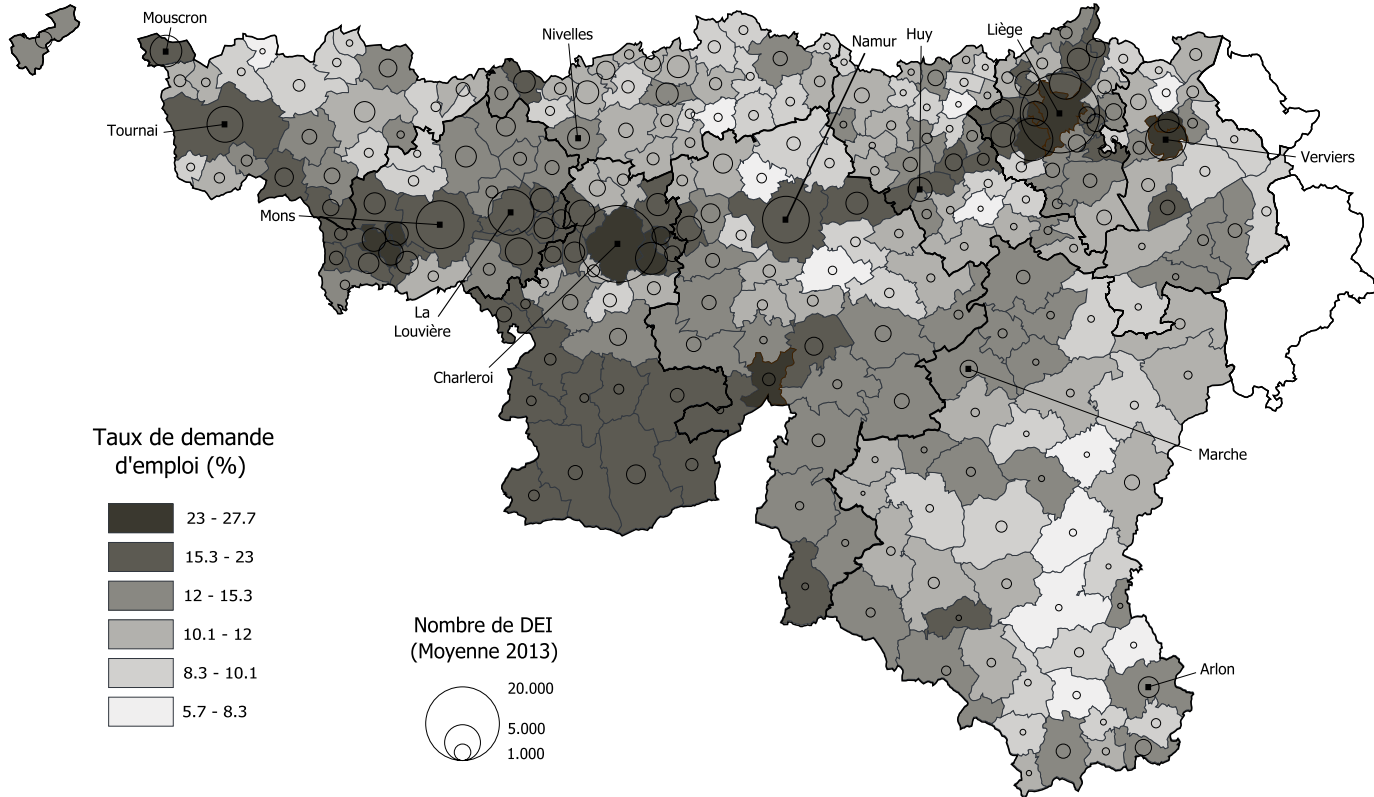 Mouscron
Nivelles
Namur
Huy
Liège
Tournai
Verviers
Mons
La
Louvière
Charleroi
Marche
Arlon
Taux de demande
d'emploi (%)
23 - 27.7
15.3 - 23
12 - 15.3
10.1 - 12
8.3 - 10.1
5.7 - 8.3
Nombre de DEI
(Moyenne 2013)
20.000
5.000
1.000